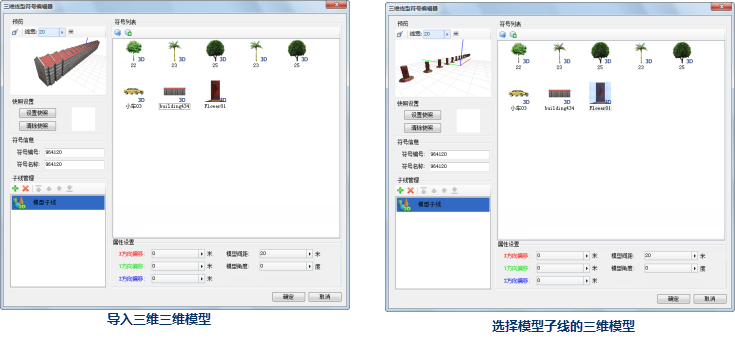 三维线型符号编辑器
预览
线宽: 20 米
快照设置
设置快照
清除快照
符号信息
符号编号: 964120
符号名称: 964120
子线管理
模型子线
符号列表
3D 3D 3D 3D 3D
22 23 25 23 25
3D 3D 3D
小车03 building434 Flower01
属性设置
X方向偏移: 0 米 模型间距: 20 米
Y方向偏移: 0 米 模型角度: 0 度
Z方向偏移: 0 米
确定 取消
导入三维三维模型
三维线型符号编辑器
预览
线宽: 20 米
快照设置
设置快照
清除快照
符号信息
符号编号: 964120
符号名称: 964120
子线管理
模型子线
符号列表
3D 3D 3D 3D 3D
22 23 25 23 25
3D 3D 3D
小车03 building434 Flower01
属性设置
X方向偏移: 0 米 模型间距: 20 米
Y方向偏移: 0 米 模型角度: 0 度
Z方向偏移: 0 米
确定 取消
选择模型子线的三维模型